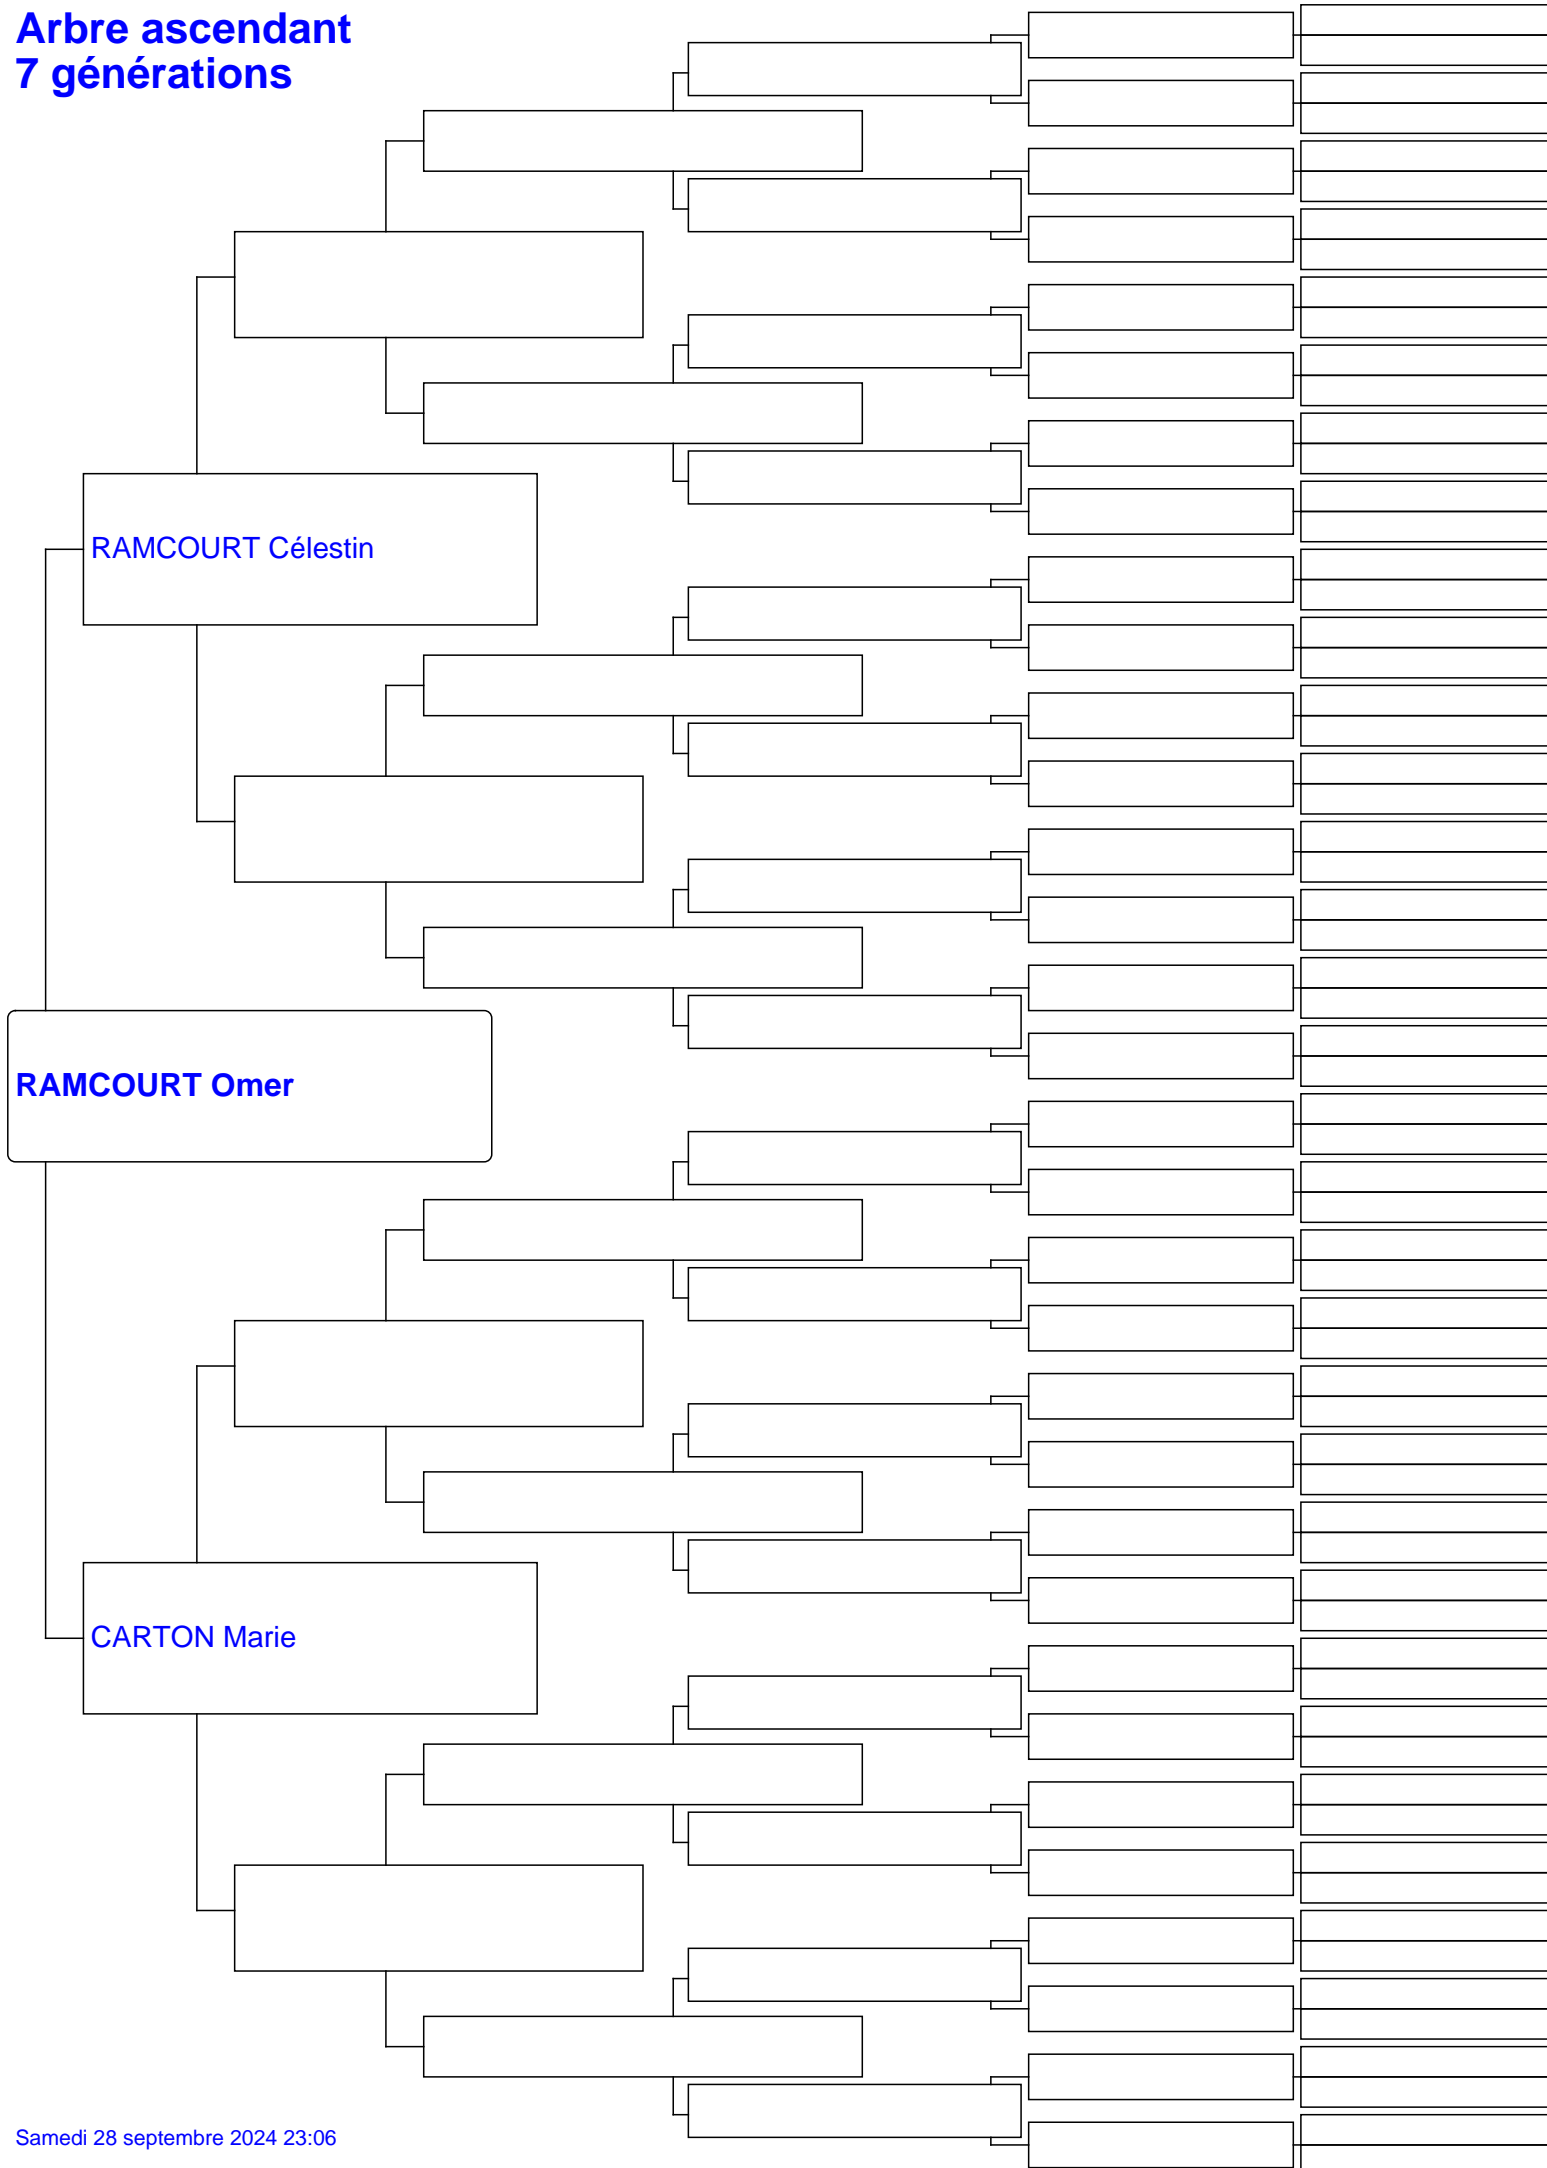 Arbre ascendant
7 générations
RAMCOURT Célestin
RAMCOURT Omer
CARTON Marie
Samedi 28 septembre 2024 23:06